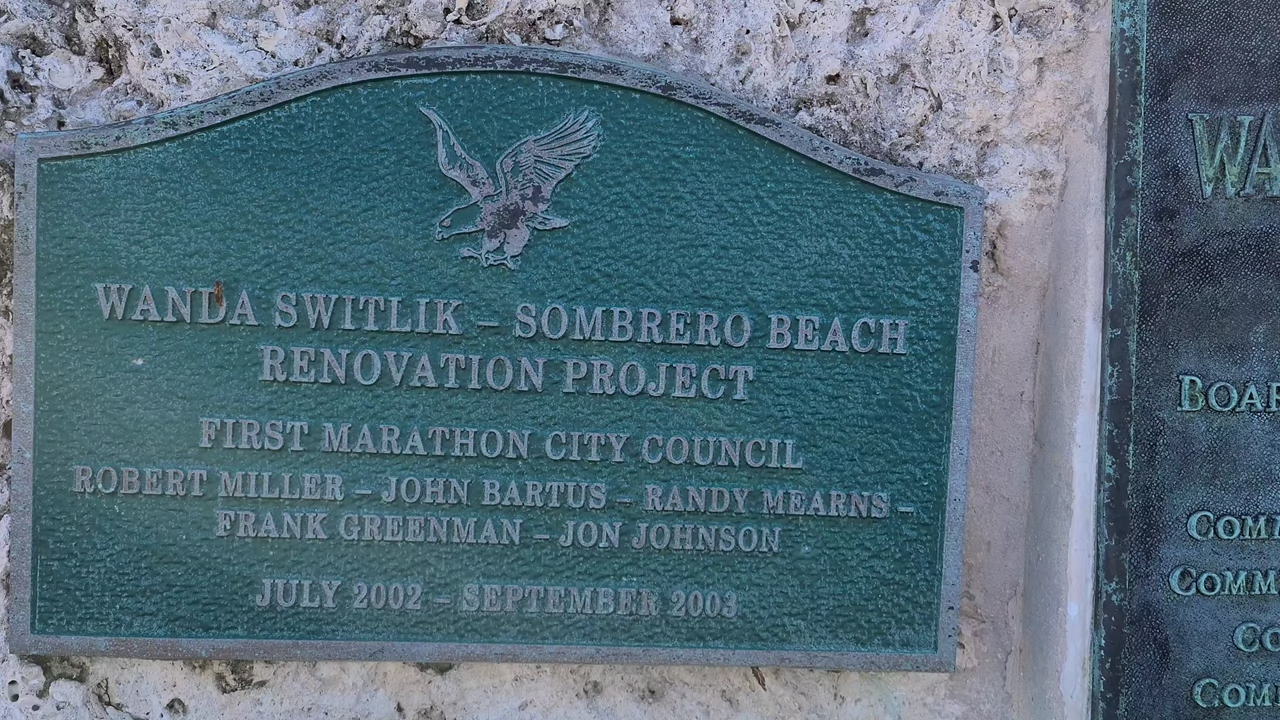 WANDA SWITLIK – SOMBRERO BEACH
RENOVATION PROJECT
FIRST MARATHON CITY COUNCIL
ROBERT MILLER – JOHN BARTUS – RANDY MEARNS –
FRANK GREENMAN – JON JOHNSON
JULY 2002 – SEPTEMBER 2003